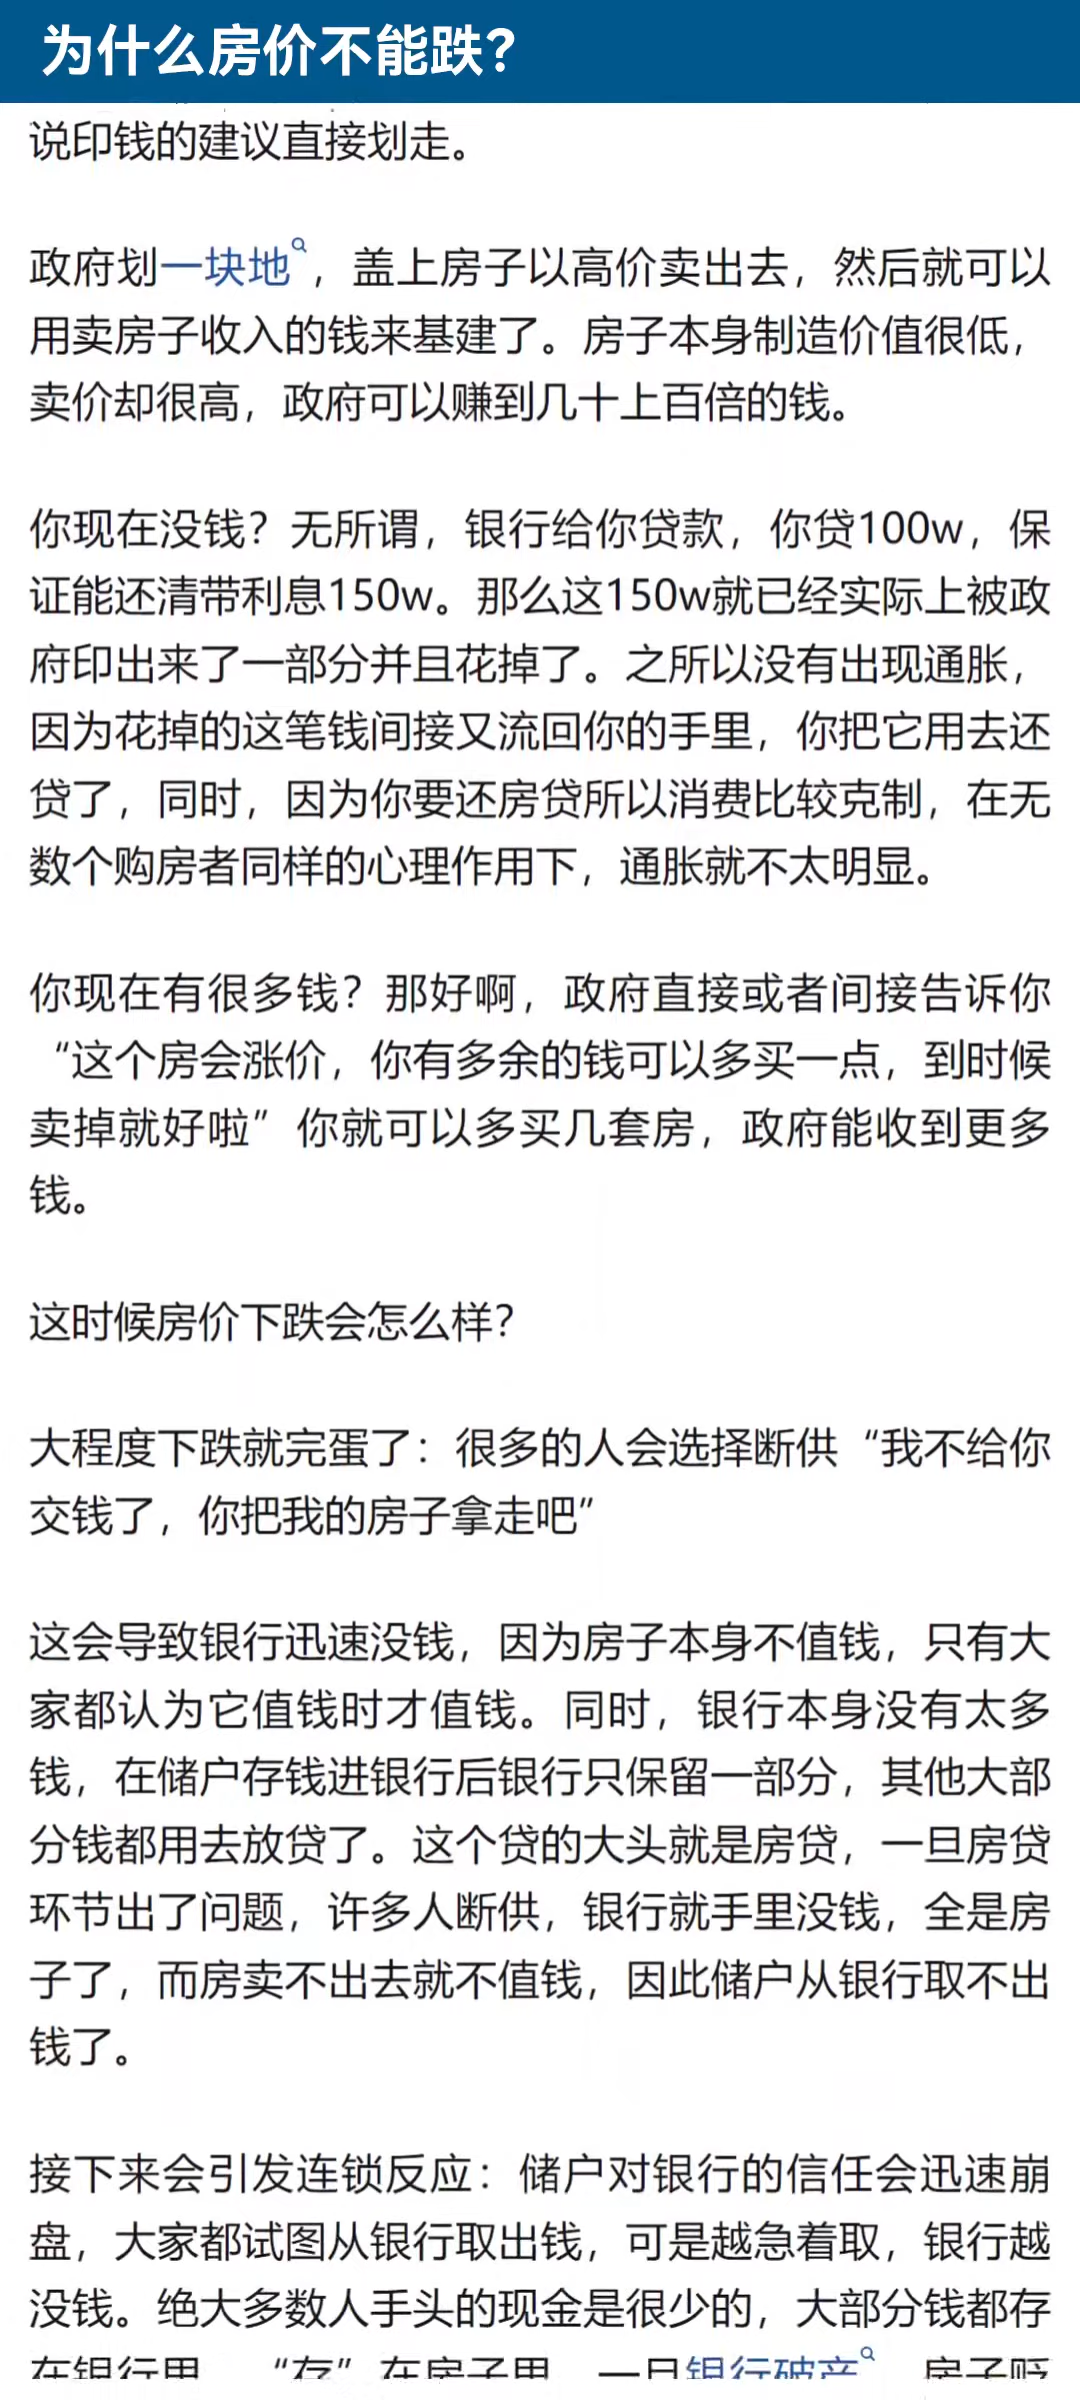 为什么房价不能跌？
说印钱的建议直接划走。
政府划一块地，盖上房子以高价卖出去，然后就可以
用卖房子收入的钱来基建了。房子本身制造价值很低，
卖价却很高，政府可以赚到几十上百倍的钱。
你现在没钱？无所谓，银行给你贷款，你贷100w，保
证能还清带利息150w。那么这150w就已经实际上被政
府印出来了一部分并且花掉了。之所以没有出现通胀，
因为花掉的这笔钱间接又流回你的手里，你把它用去还
贷了，同时，因为你要还房贷所以消费比较克制，在无
数个购房者同样的心理作用下，通胀就不太明显。
你现在有很多钱？那好啊，政府直接或者间接告诉你
“这个房会涨价，你有多余的钱可以多买一点，到时候
卖掉就好啦”你就可以多买几套房，政府能收到更多
钱。
这时候房价下跌会怎么样？
大程度下跌就完蛋了：很多的人会选择断供“我不给你
交钱了，你把我的房子拿走吧”
这会导致银行迅速没钱，因为房子本身不值钱，只有大
家都认为它值钱时才值钱。同时，银行本身没有太多
钱，在储户存钱进银行后银行只保留一部分，其他大部
分钱都用去放贷了。这个贷的大头就是房贷，一旦房贷
环节出了问题，许多人断供，银行就手里没钱，全是房
子了，而房卖不出去就不值钱，因此储户从银行取不出
钱了。
接下来会引发连锁反应：储户对银行的信任会迅速崩
盘，大家都试图从银行取出钱，可是越急着取，银行越
没钱。绝大多数人手头的现金是很少的，大部分钱都存
在银行里，“存”在房子里，一旦银行破产，房子贬